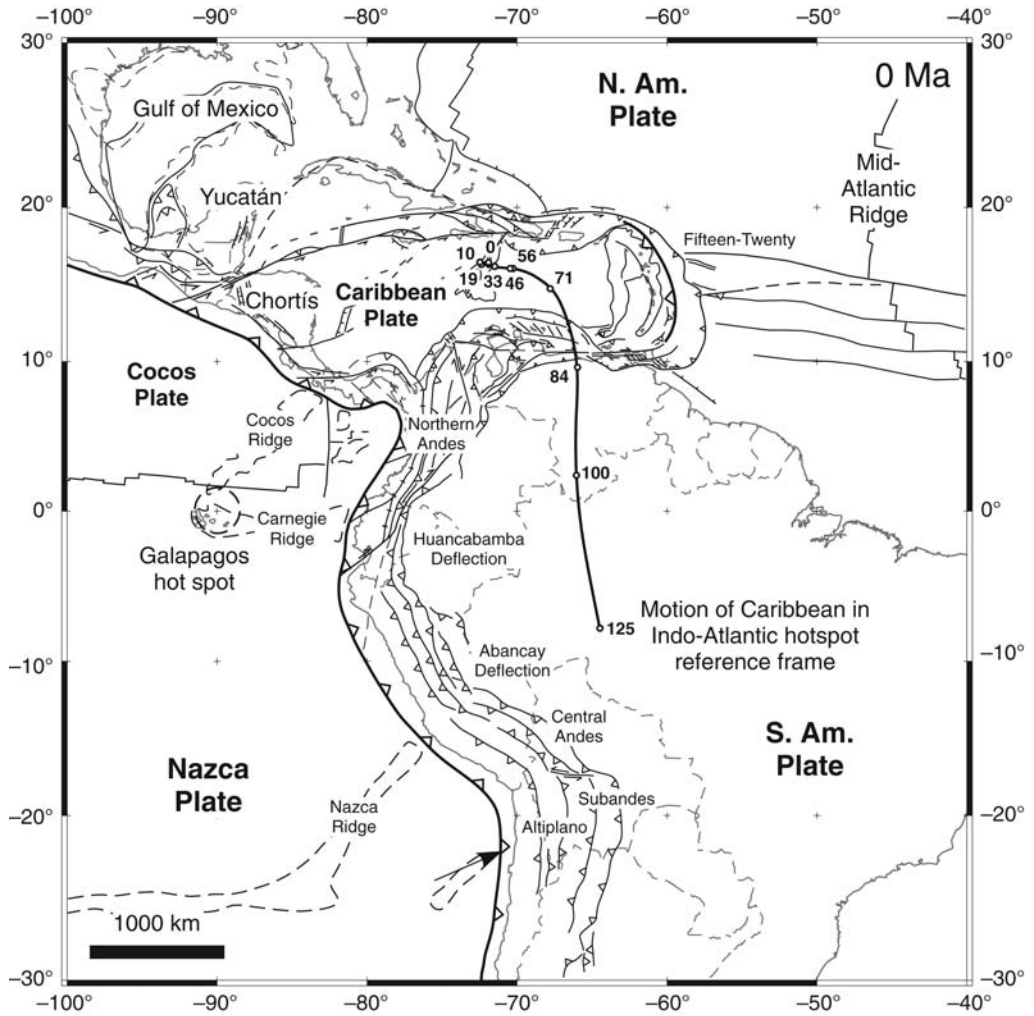 −100° −90° −80° −70° −60° −50° −40°
30° 30°
0 Ma
N. Am.
Plate
Gulf of Mexico
Mid-
Atlantic
Ridge
Yucatán
20° 20°
Fifteen-Twenty
10 0 56
19 33 46 71
Chortís
Caribbean
Plate
10° 10°
84
Cocos
Plate
Cocos
Ridge
Northern
Andes
100
0° 0°
Carnegie
Ridge
Galapagos
hot spot
Huancabamba
Deflection
125
Motion of Caribbean in
Indo-Atlantic hotspot
reference frame
−10° −10°
Abancay
Deflection
Central
Andes
S. Am.
Plate
Nazca
Plate
Nazca
Ridge
Subandes
Altiplano
−20° −20°
1000 km
−30° −30°
−100° −90° −80° −70° −60° −50° −40°